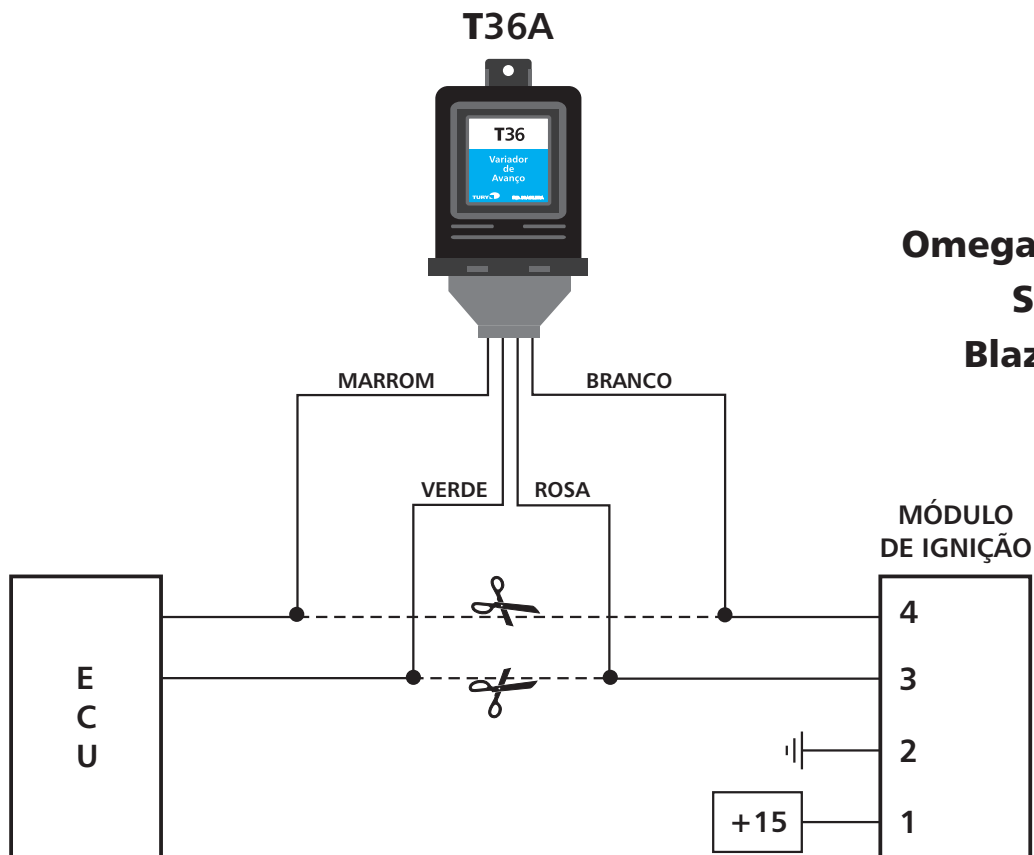 T36A
T36
Variador
de
Avanço
TURY
Omega
S
Blaz
MARROM
BRANCO
VERDE
ROSA
MÓDULO
DE IGNIÇÃO
E
C
U
4
3
2
+15
1